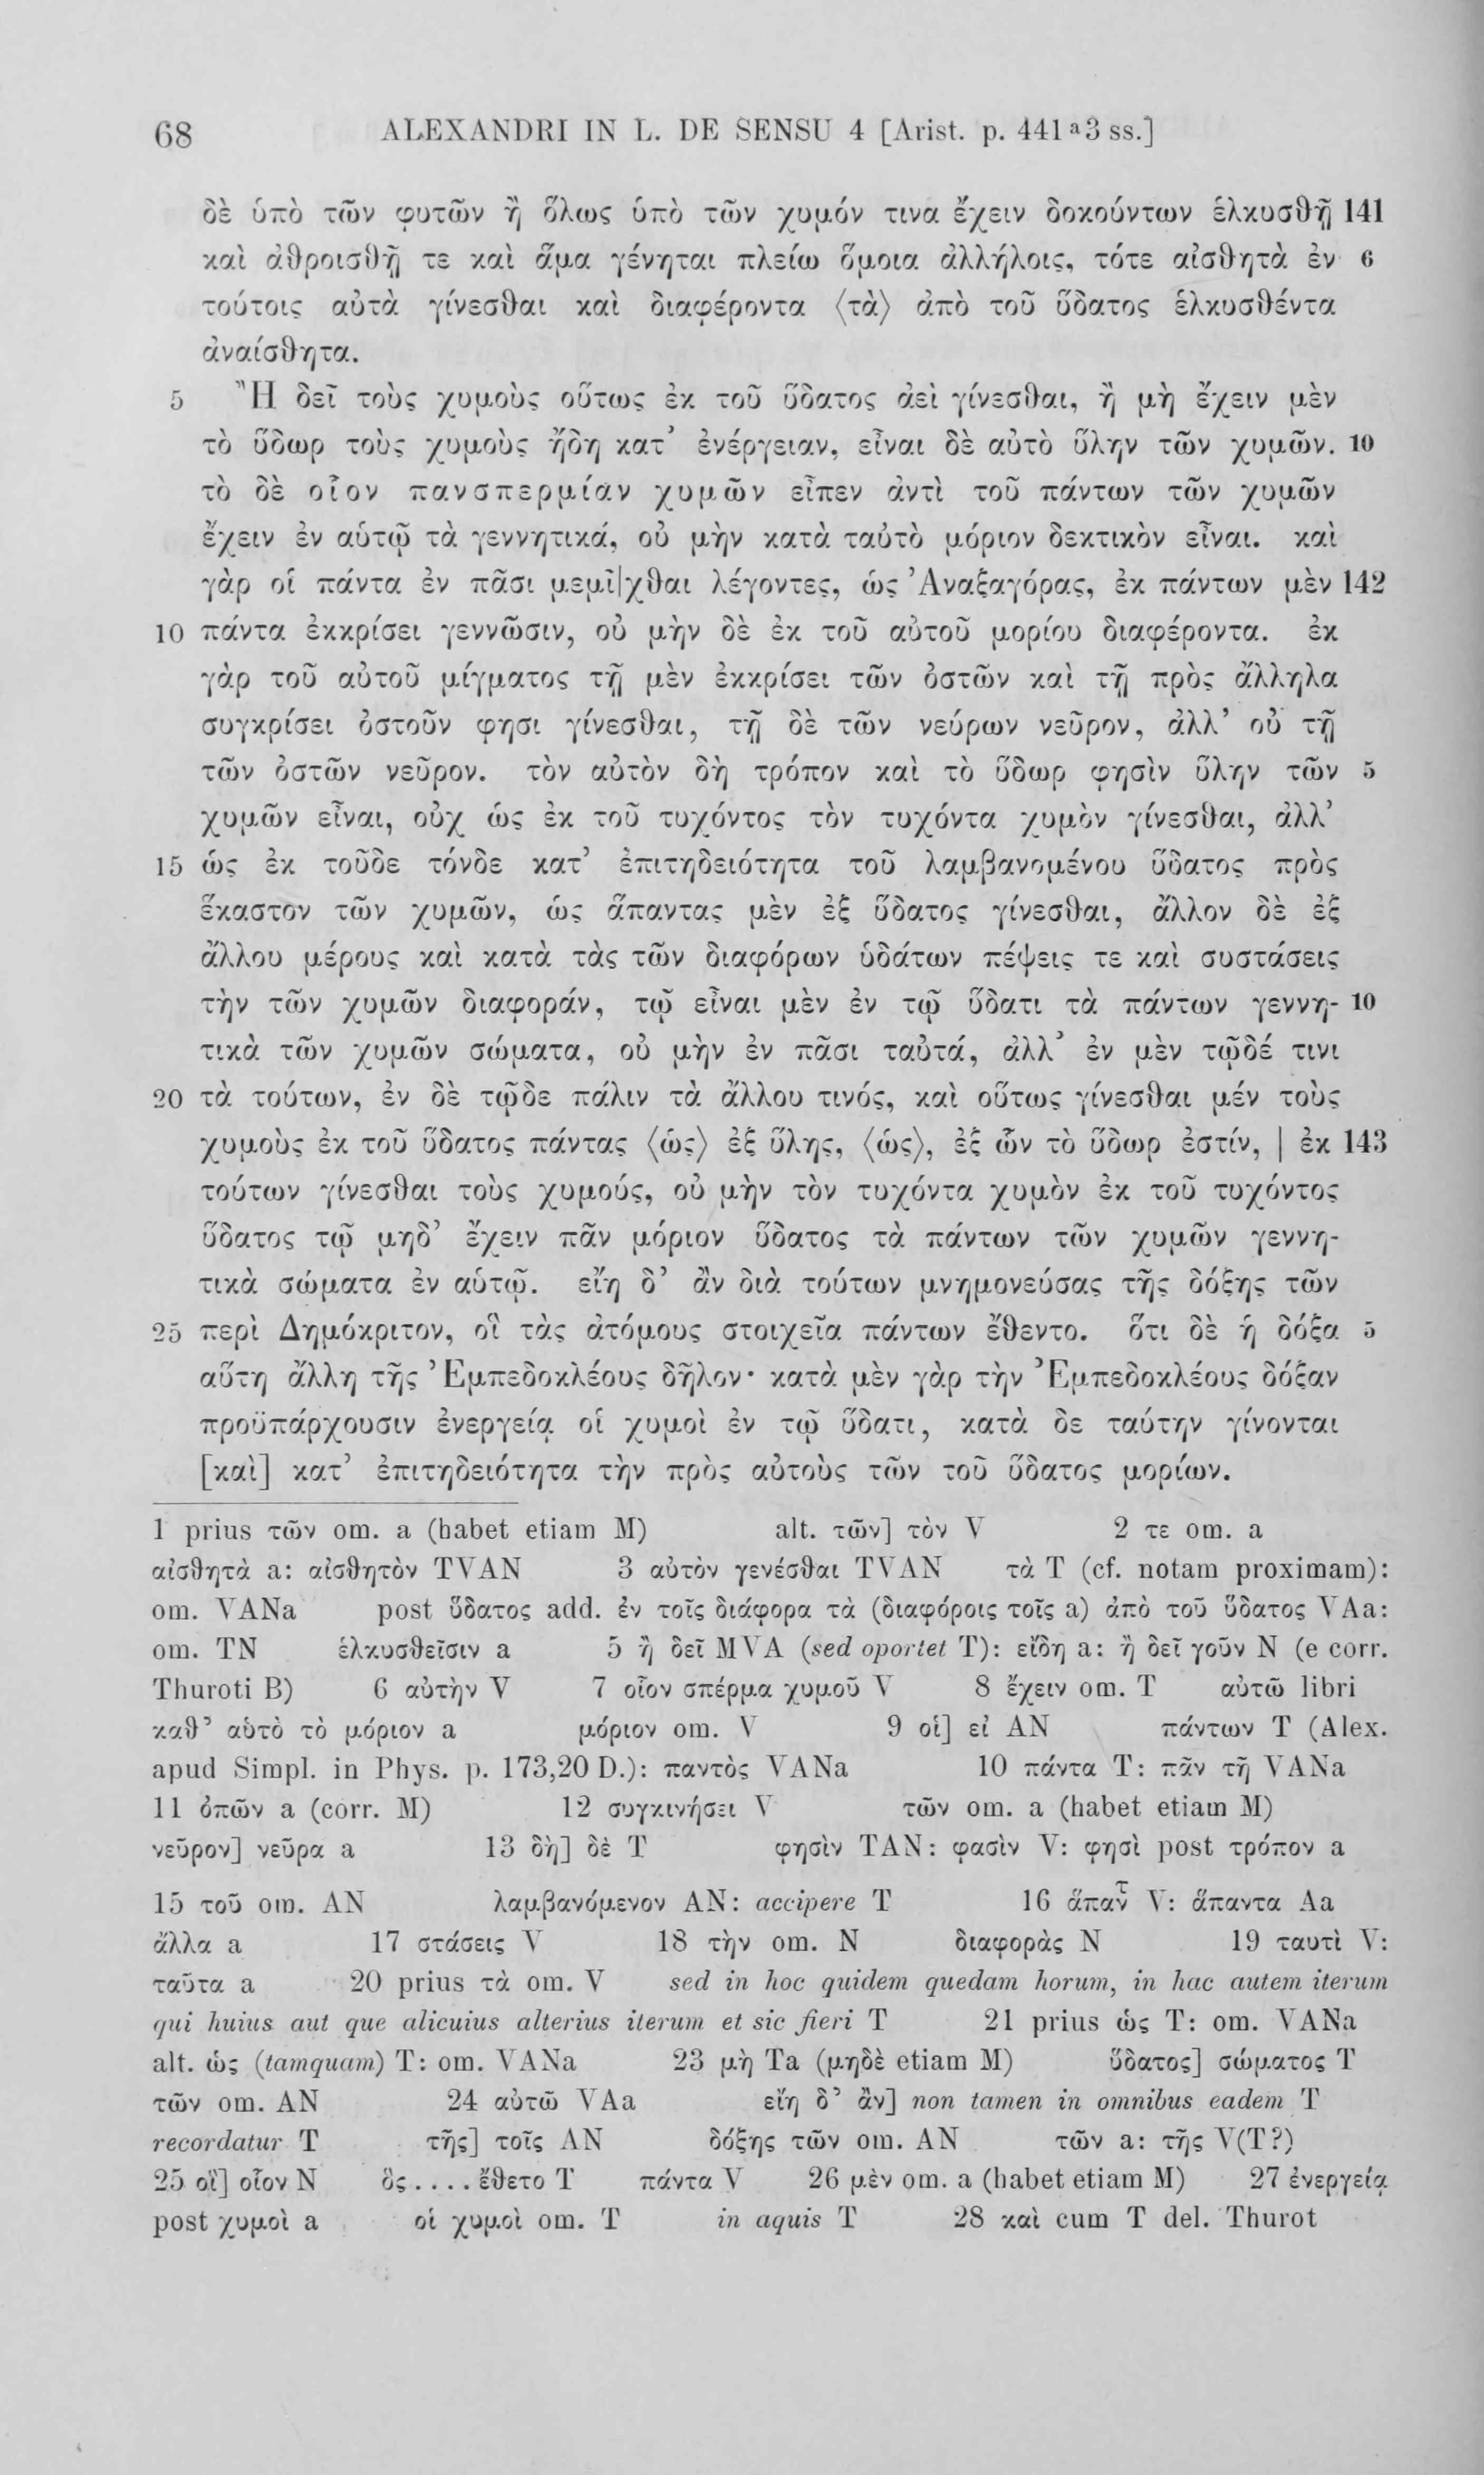 68 ALEXANDRI IN L. DE SENSU 4 [Arist. p. 441 a 3 ss.]
δὲ ὑπὸ τῶν φυτῶν ἢ ὅλως ὑπὸ τῶν χυμόν τινα ἔχειν δοκούντων ἑλκυσθῇ 141
καὶ ἀθροισθῇ τε καὶ ἅμα γένηται πλείω ὅμοια ἀλλήλοις, τότε αἰσθητὰ ἐν 6
τούτοις αὐτὰ γίνεσθαι καὶ διαφέροντα ⟨τὰ⟩ ἀπὸ τοῦ ὕδατος ἑλκυσθέντα
ἀναίσθητα.
5 Ἢ δεῖ τοὺς χυμοὺς οὕτως ἐκ τοῦ ὕδατος ἀεὶ γίνεσθαι, ἢ μὴ ἔχειν μὲν
τὸ ὕδωρ τοὺς χυμοὺς ἤδη κατ’ ἐνέργειαν, εἶναι δὲ αὐτὸ ὕλην τῶν χυμῶν. 10
τὸ δὲ οἷον πανσπερμίαν χυμῶν εἶπεν ἀντὶ τοῦ πάντων τῶν χυμῶν
ἔχειν ἐν αὑτῷ τὰ γεννητικά, οὐ μὴν κατὰ ταὐτὸ μόριον δεκτικὸν εἶναι. καὶ
γὰρ οἱ πάντα ἐν πᾶσι μεμῖ|χθαι λέγοντες, ὡς Ἀναξαγόρας, ἐκ πάντων μὲν 142
10 πάντα ἐκκρίσει γεννῶσιν, οὐ μὴν δὲ ἐκ τοῦ αὐτοῦ μορίου διαφέροντα. ἐκ
γὰρ τοῦ αὐτοῦ μίγματος τῇ μὲν ἐκκρίσει τῶν ὀστῶν καὶ τῇ πρὸς ἄλληλα
συγκρίσει ὀστοῦν φησι γίνεσθαι, τῇ δὲ τῶν νεύρων νεῦρον, ἀλλ’ οὐ τῇ
τῶν ὀστῶν νεῦρον. τὸν αὐτὸν δὴ τρόπον καὶ τὸ ὕδωρ φησὶν ὕλην τῶν 5
χυμῶν εἶναι, οὐχ ὡς ἐκ τοῦ τυχόντος τὸν τυχόντα χυμὸν γίνεσθαι, ἀλλ’
15 ὡς ἐκ τοῦδε τόνδε κατ’ ἐπιτηδειότητα τοῦ λαμβανομένου ὕδατος πρὸς
ἕκαστον τῶν χυμῶν, ὡς ἅπαντας μὲν ἐξ ὕδατος γίνεσθαι, ἄλλον δὲ ἐξ
ἄλλου μέρους καὶ κατὰ τὰς τῶν διαφόρων ὑδάτων πέψεις τε καὶ συστάσεις
τὴν τῶν χυμῶν διαφοράν, τῷ εἶναι μὲν ἐν τῷ ὕδατι τὰ πάντων γεννη- 10
τικὰ τῶν χυμῶν σώματα, οὐ μὴν ἐν πᾶσι ταὐτά, ἀλλ’ ἐν μὲν τῷδέ τινι
20 τὰ τούτων, ἐν δὲ τῷδε πάλιν τὰ ἄλλου τινός, καὶ οὕτως γίνεσθαι μέν τοὺς
χυμοὺς ἐκ τοῦ ὕδατος πάντας ⟨ὡς⟩ ἐξ ὕλης, ⟨ὡς⟩, ἐξ ὧν τὸ ὕδωρ ἐστίν, | ἐκ 143
τούτων γίνεσθαι τοὺς χυμούς, οὐ μὴν τὸν τυχόντα χυμὸν ἐκ τοῦ τυχόντος
ὕδατος τῷ μηδ’ ἔχειν πᾶν μόριον ὕδατος τὰ πάντων τῶν χυμῶν γεννη-
τικὰ σώματα ἐν αὑτῷ. εἴη δ’ ἂν διὰ τούτων μνημονεύσας τῆς δόξης τῶν
25 περὶ Δημόκριτον, οἳ τὰς ἀτόμους στοιχεῖα πάντων ἔθεντο. ὅτι δὲ ἡ δόξα 5
αὕτη ἄλλη τῆς Ἐμπεδοκλέους δῆλον· κατὰ μὲν γὰρ τὴν Ἐμπεδοκλέους δόξαν
προϋπάρχουσιν ἐνεργείᾳ οἱ χυμοὶ ἐν τῷ ὕδατι, κατὰ δε ταύτην γίνονται
[καὶ] κατ’ ἐπιτηδειότητα τὴν πρὸς αὐτοὺς τῶν τοῦ ὕδατος μορίων.
1 prius τῶν om. a (habet etiam M) alt. τῶν] τὸν V 2 τε om. a
αἰσθητὰ a: αἰσθητὸν TVAN 3 αὐτὸν γενέσθαι TVAN τὰ T (cf. notam proximam):
om. VANa post ὕδατος add. ἐν τοῖς διάφορα τὰ (διαφόροις τοῖς a) ἀπὸ τοῦ ὕδατος VAa:
om. TN ἑλκυσθεῖσιν a 5 ἢ δεῖ MVA (sed oportet T): εἴδη a: ἢ δεῖ γοῦν N (e corr.
Thuroti B) 6 αὐτὴν V 7 οἷον σπέρμα χυμοῦ V 8 ἔχειν om. T αὐτῶ libri
καθ’ αὑτὸ τὸ μόριον a μόριον om. V 9 οἱ] εἰ AN πάντων T (Alex.
apud Simpl. in Phys. p. 173,20 D.): παντὸς VANa 10 πάντα T: πᾶν τῇ VANa
11 ὀπῶν a (corr. M) 12 συγκινήσει V τῶν om. a (habet etiam M)
νεῦρον] νεῦρα a 13 δὴ] δὲ T φησὶν TAN: φασὶν V: φησὶ post τρόπον a
15 τοῦ om. AN λαμβανόμενον AN: accipere T 16 ἅπαν͏τ V: ἅπαντα Aa
ἄλλα a 17 στάσεις V 18 τὴν om. N διαφορὰς N 19 ταυτὶ V:
ταῦτα a 20 prius τὰ om. V sed in hoc quidem quedam horum, in hac autem iterum
qui huius aut que alicuius alterius iterum et sic fieri T 21 prius ὡς T: om. VANa
alt. ὡς (tamquam) T: om. VANa 23 μὴ Ta (μηδὲ etiam M) ὕδατος] σώματος T
τῶν om. AN 24 αὐτῶ VAa εἴη δ’ ἂν] non tamen in omnibus eadem T
recordatur T τῆς] τοῖς AN δόξης τῶν om. AN τῶν a: τῆς V(T?)
25 οἳ] οἷον N ὃς . . . . ἔθετο T πάντα V 26 μὲν om. a (habet etiam M) 27 ἐνεργείᾳ
post χυμοὶ a οἱ χυμοὶ om. T in aquis T 28 καὶ cum T del. Thurot